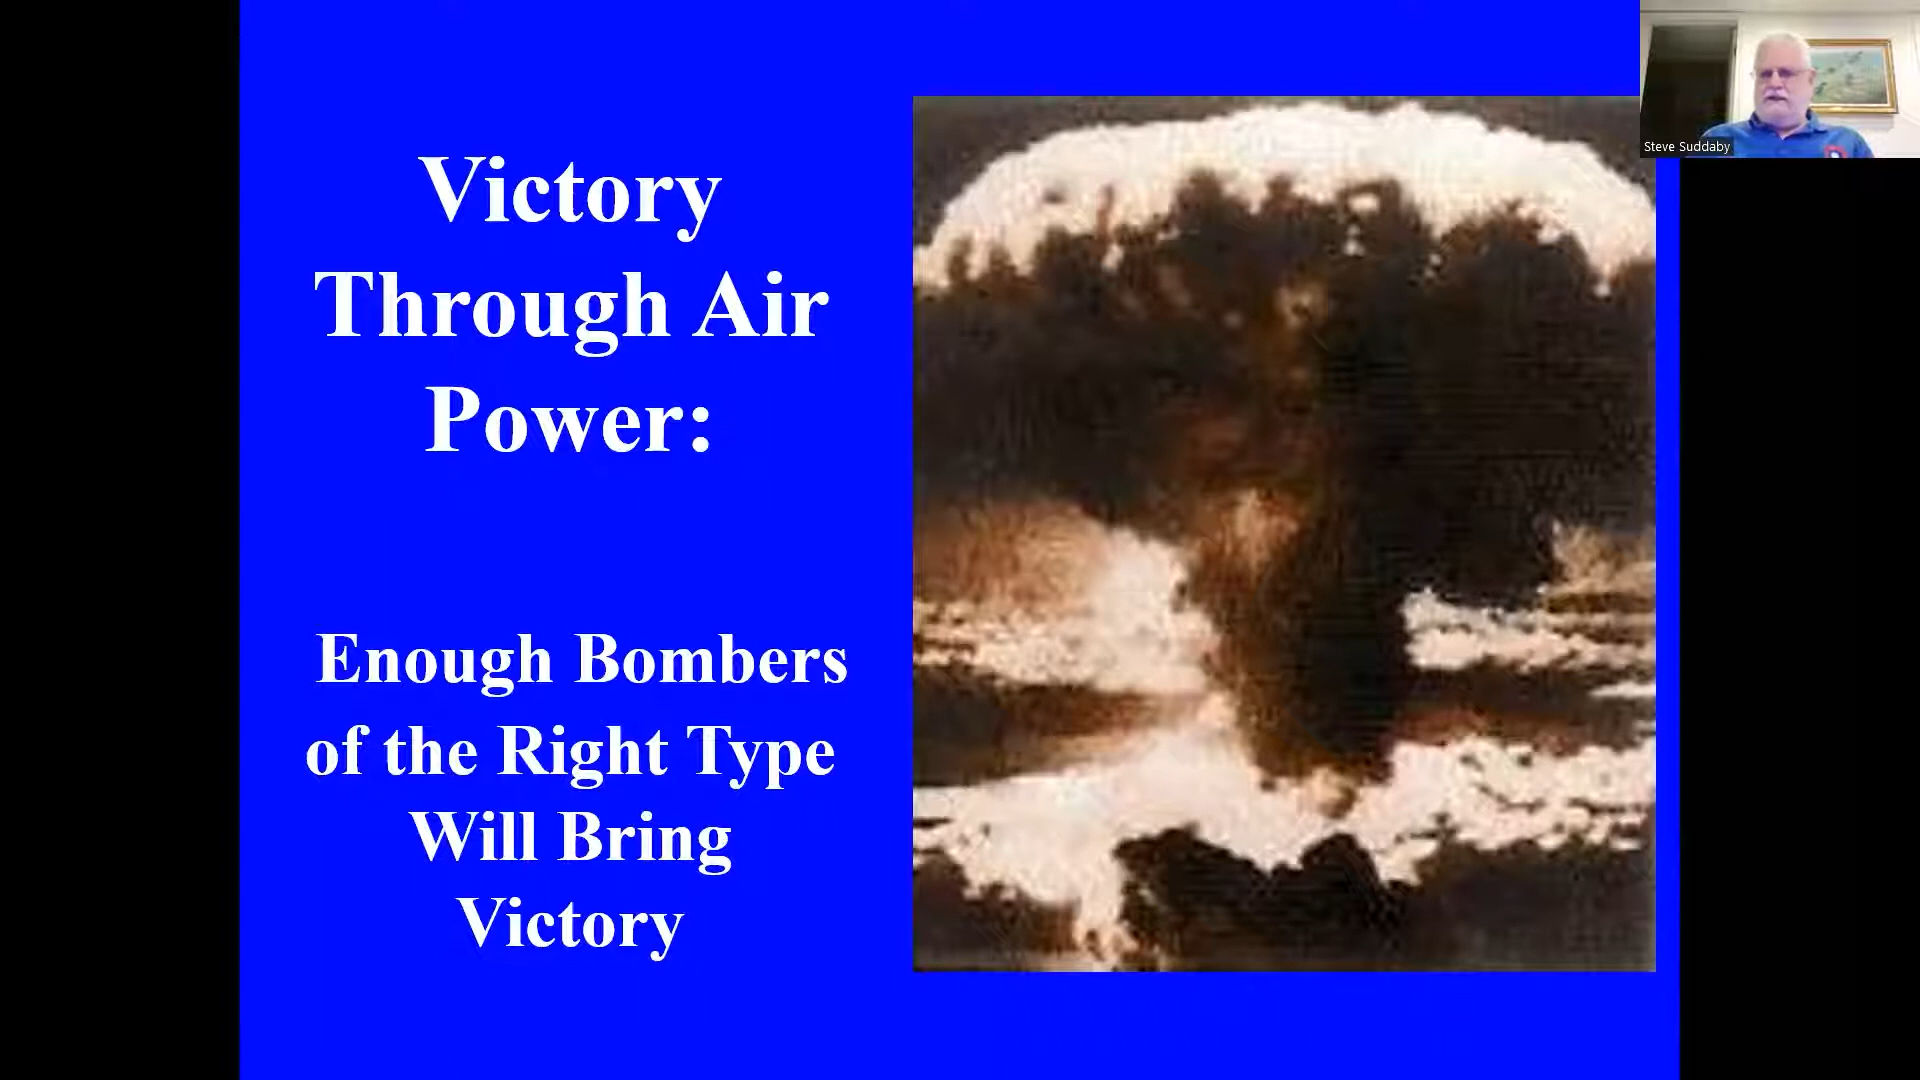 Victory
Through Air
Power:
Enough Bombers
of the Right Type
Will Bring
Victory
Steve Suddaby